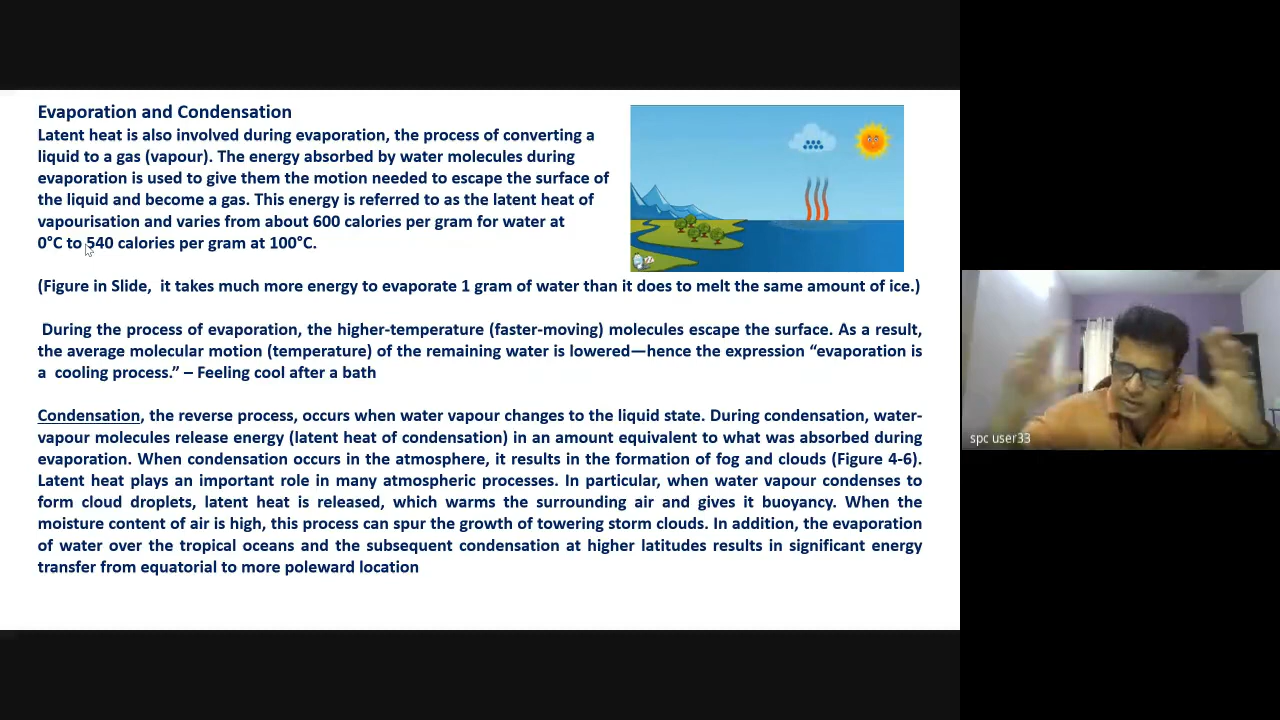 Evaporation and Condensation
Latent heat is also involved during evaporation, the process of converting a
liquid to a gas (vapour). The energy absorbed by water molecules during
evaporation is used to give them the motion needed to escape the surface of
the liquid and become a gas. This energy is referred to as the latent heat of
vapourisation and varies from about 600 calories per gram for water at
0°C to 540 calories per gram at 100°C.
(Figure in Slide, it takes much more energy to evaporate 1 gram of water than it does to melt the same amount of ice.)
During the process of evaporation, the higher-temperature (faster-moving) molecules escape the surface. As a result,
the average molecular motion (temperature) of the remaining water is lowered—hence the expression “evaporation is
a cooling process.” – Feeling cool after a bath
Condensation, the reverse process, occurs when water vapour changes to the liquid state. During condensation, water-
vapour molecules release energy (latent heat of condensation) in an amount equivalent to what was absorbed during
evaporation. When condensation occurs in the atmosphere, it results in the formation of fog and clouds (Figure 4-6).
Latent heat plays an important role in many atmospheric processes. In particular, when water vapour condenses to
form cloud droplets, latent heat is released, which warms the surrounding air and gives it buoyancy. When the
moisture content of air is high, this process can spur the growth of towering storm clouds. In addition, the evaporation
of water over the tropical oceans and the subsequent condensation at higher latitudes results in significant energy
transfer from equatorial to more poleward location
spc user33